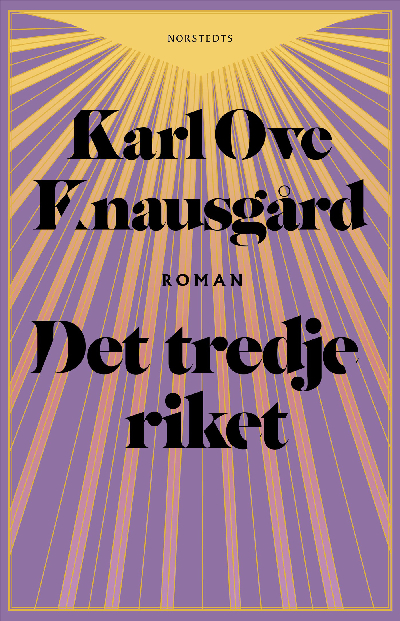 NORSTEDTS
Karl Ove
Knausgård
ROMAN
Det tredje
riket